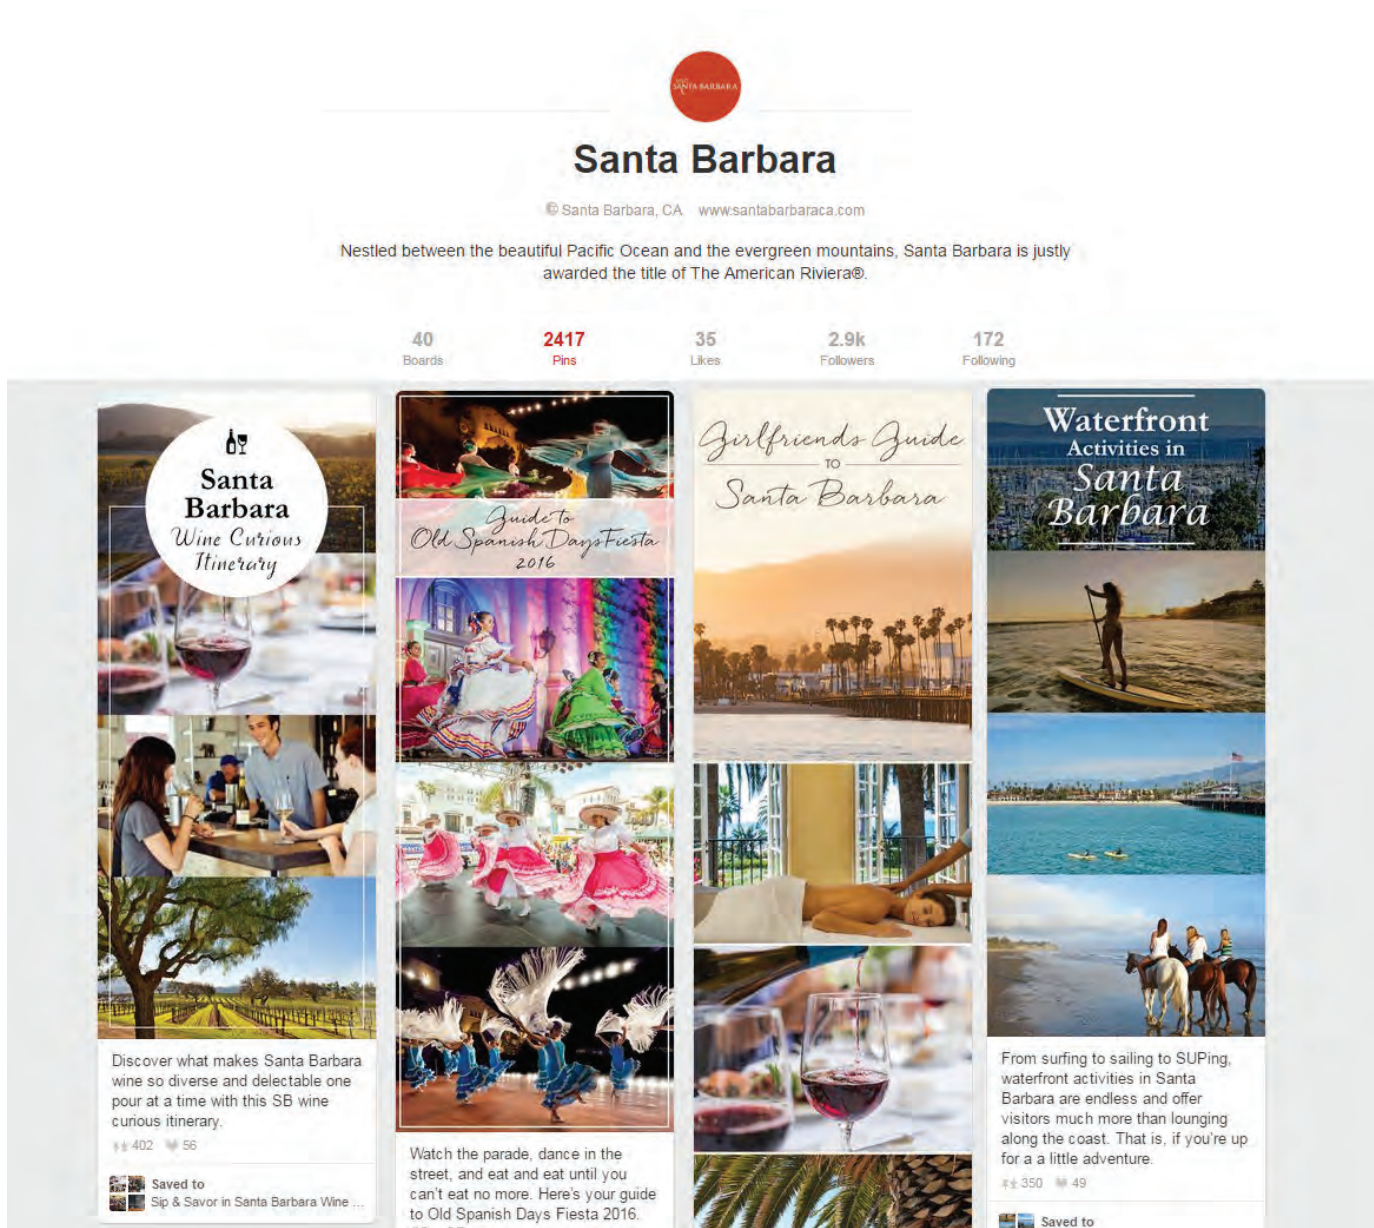 VISIT
SANTA BARBARA
Santa Barbara
Santa Barbara, CA www.santabarbaraca.com
Nestled between the beautiful Pacific Ocean and the evergreen mountains, Santa Barbara is justly
awarded the title of The American Riviera®.
40
Boards
2417
Pins
35
Likes
2.9k
Followers
172
Following
Santa
Barbara
Wine Curious
Itinerary
Discover what makes Santa Barbara
wine so diverse and delectable one
pour at a time with this SB wine
curious itinerary.
402 56
Saved to
Sip & Savor in Santa Barbara Wine ...
Guide to
Old Spanish Days Fiesta
2016
Watch the parade, dance in the
street, and eat and eat until you
can't eat no more. Here's your guide
to Old Spanish Days Fiesta 2016.
Girlfriends Guide
TO
Santa Barbara
Waterfront
Activities in
Santa
Barbara
From surfing to sailing to SUPing,
waterfront activities in Santa
Barbara are endless and offer
visitors much more than lounging
along the coast. That is, if you're up
for a a little adventure.
350 49
Saved to